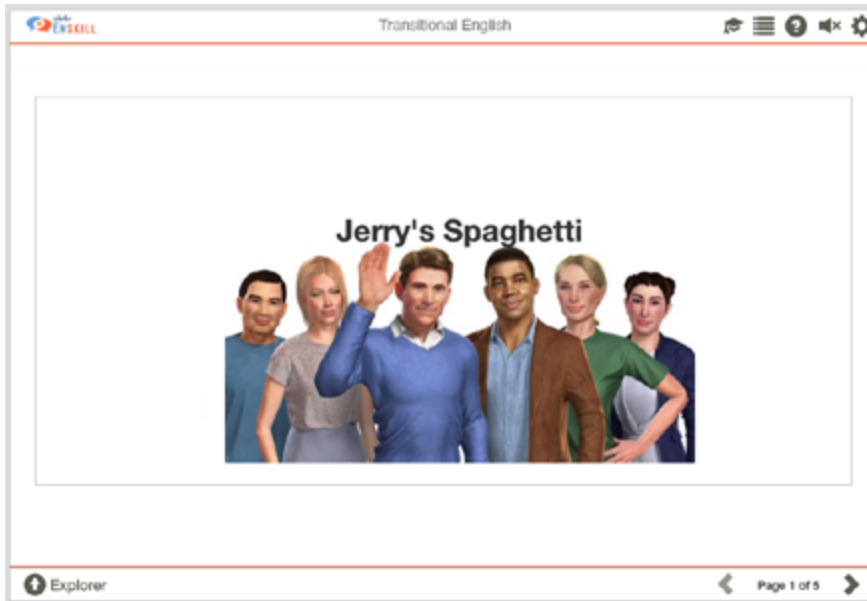 ENSKILL
Transitional English
Jerry's Spaghetti
Explorer
Page 1 of 5